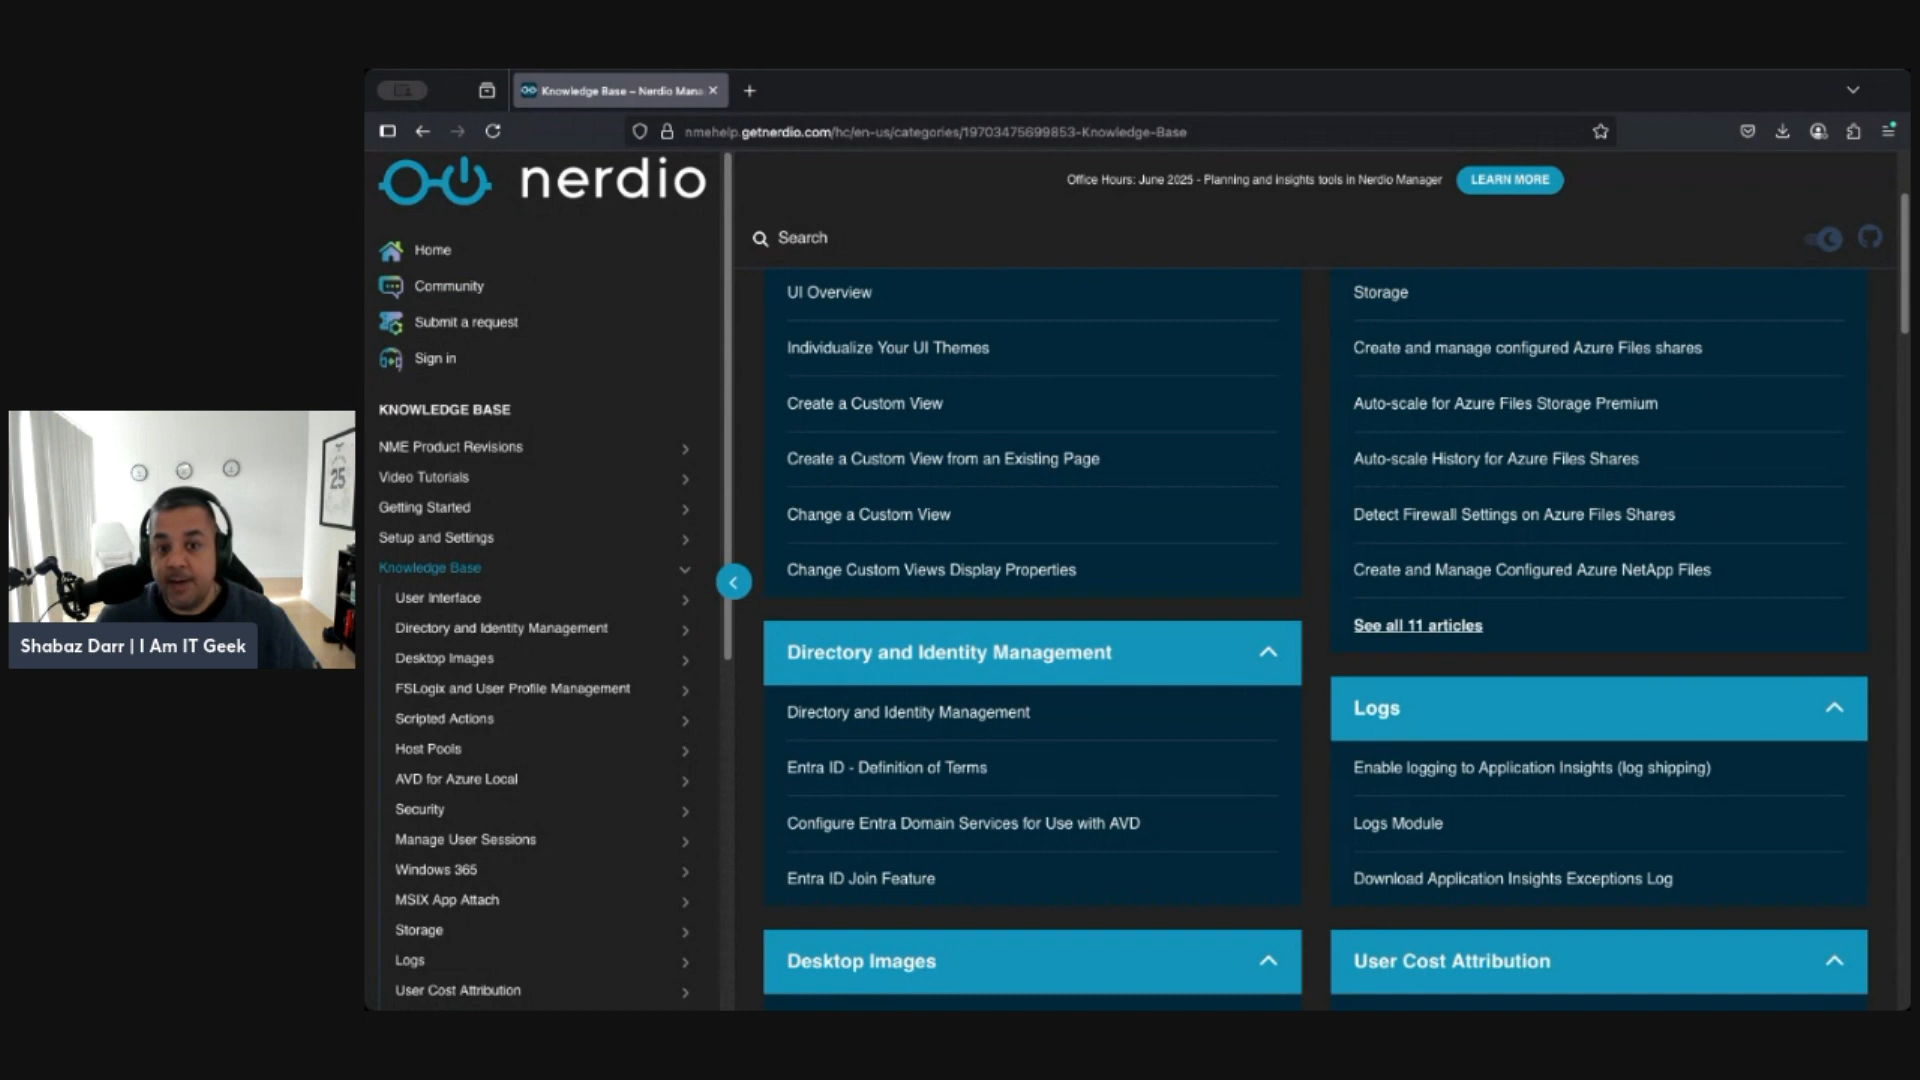 Knowledge Base – Nerdio Mana
nmehelp.getnerdio.com/hc/en-us/categories/19703475699853-Knowledge-Base
nerdio
Office Hours: June 2025 - Planning and insights tools in Nerdio Manager
LEARN MORE
Search
Home
Community
Submit a request
Sign in
KNOWLEDGE BASE
NME Product Revisions
Video Tutorials
Getting Started
Setup and Settings
Knowledge Base
User Interface
Directory and Identity Management
Desktop Images
FSLogix and User Profile Management
Scripted Actions
Host Pools
AVD for Azure Local
Security
Manage User Sessions
Windows 365
MSIX App Attach
Storage
Logs
User Cost Attribution
UI Overview
Individualize Your UI Themes
Create a Custom View
Create a Custom View from an Existing Page
Change a Custom View
Change Custom Views Display Properties
Directory and Identity Management
Directory and Identity Management
Entra ID - Definition of Terms
Configure Entra Domain Services for Use with AVD
Entra ID Join Feature
Desktop Images
Storage
Create and manage configured Azure Files shares
Auto-scale for Azure Files Storage Premium
Auto-scale History for Azure Files Shares
Detect Firewall Settings on Azure Files Shares
Create and Manage Configured Azure NetApp Files
See all 11 articles
Logs
Enable logging to Application Insights (log shipping)
Logs Module
Download Application Insights Exceptions Log
User Cost Attribution
25
Shabaz Darr | I Am IT Geek